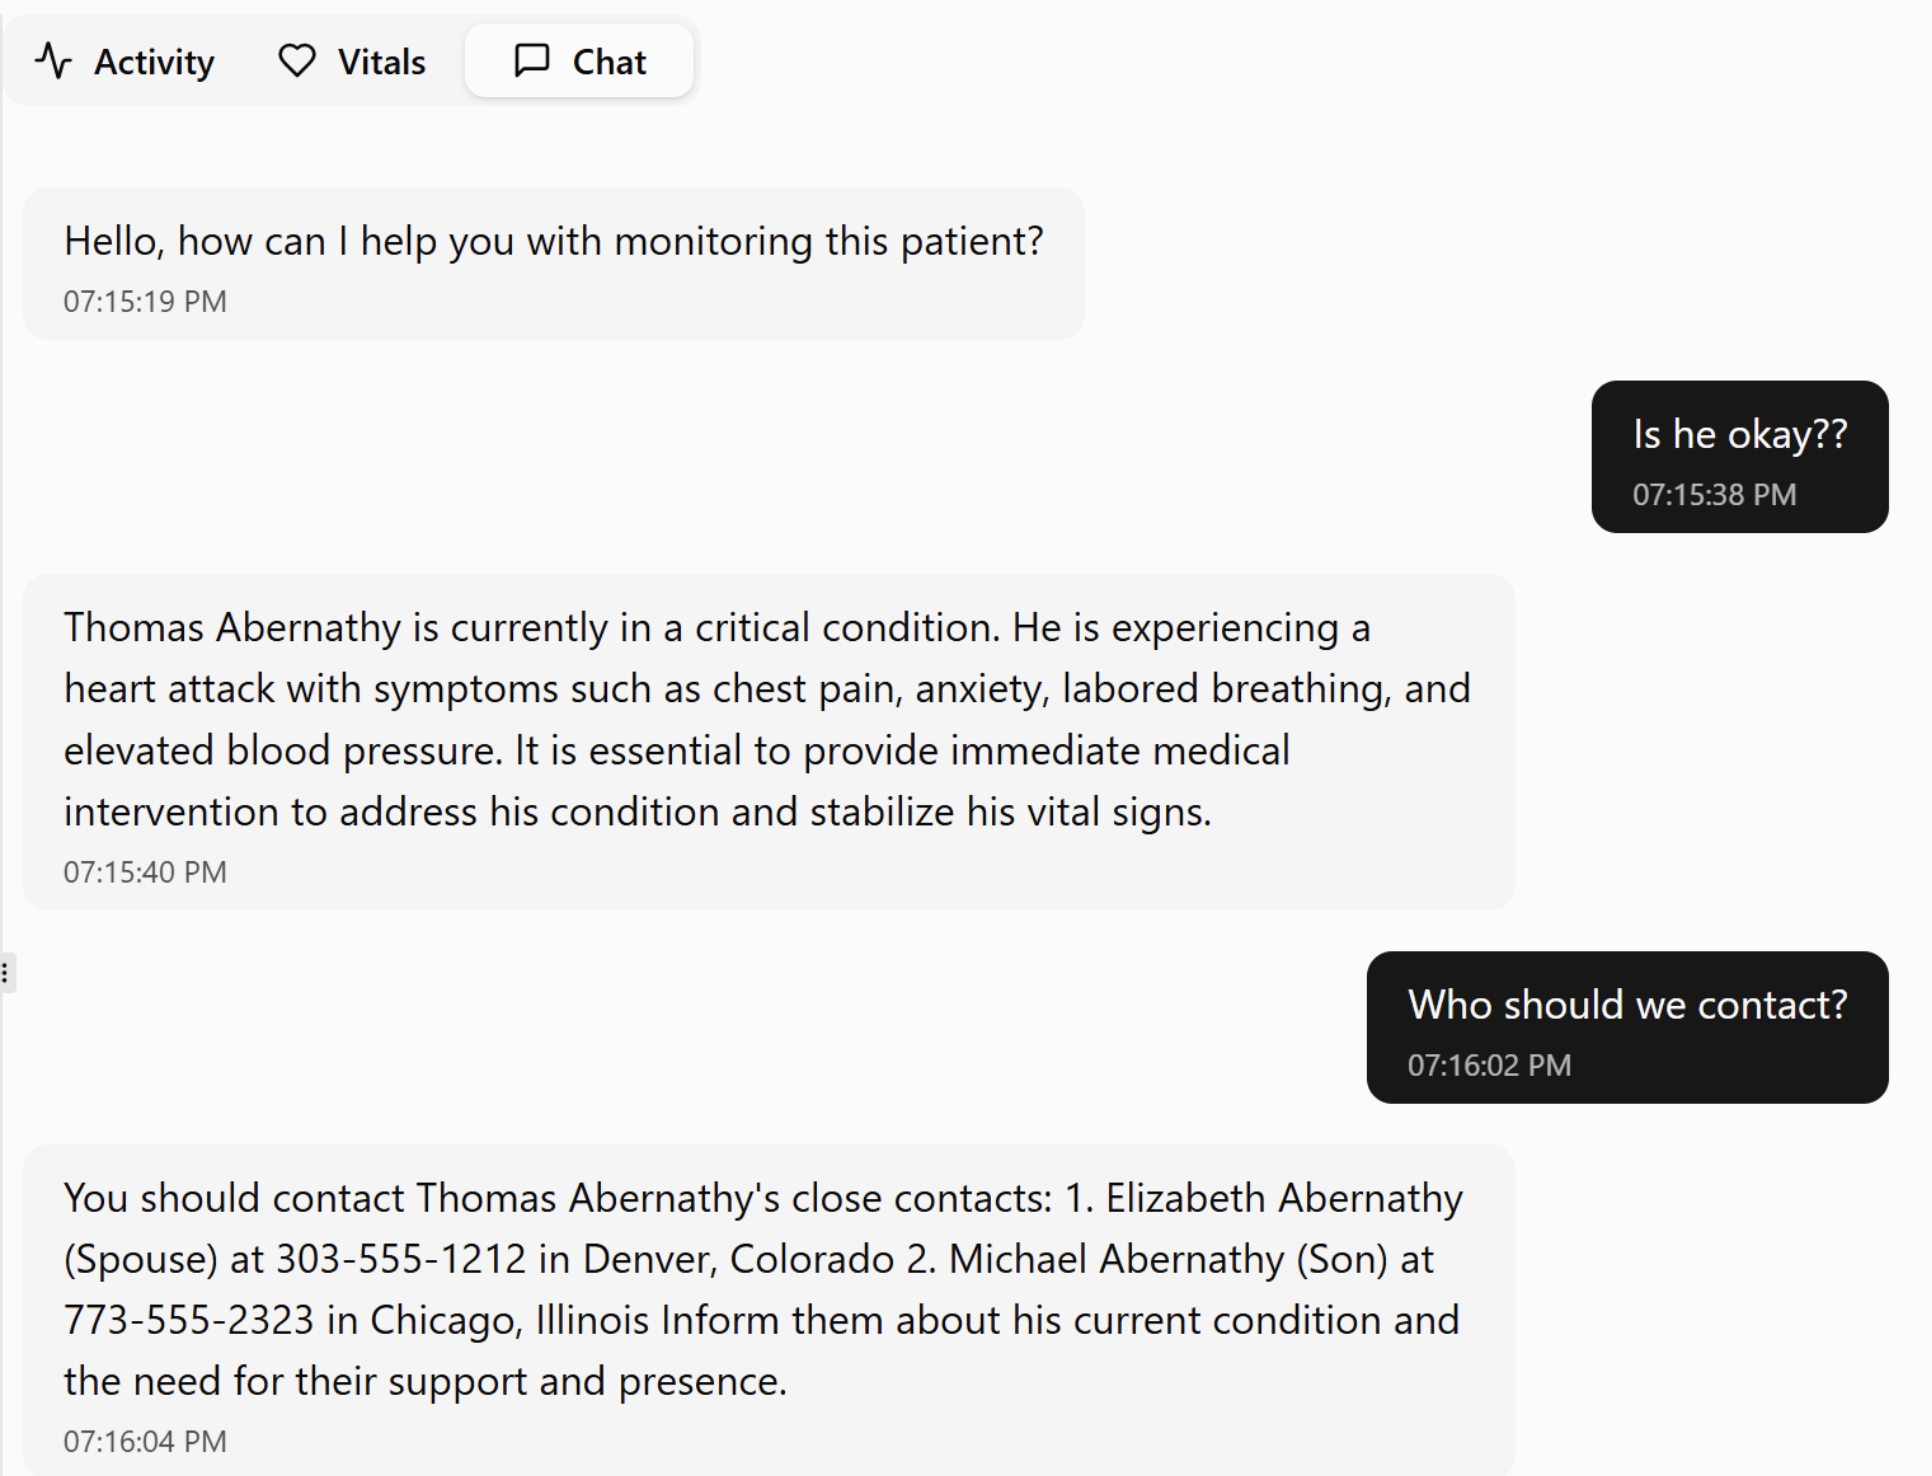 Activity Vitals Chat
Hello, how can I help you with monitoring this patient?
07:15:19 PM
Is he okay??
07:15:38 PM
Thomas Abernathy is currently in a critical condition. He is experiencing a
heart attack with symptoms such as chest pain, anxiety, labored breathing, and
elevated blood pressure. It is essential to provide immediate medical
intervention to address his condition and stabilize his vital signs.
07:15:40 PM
Who should we contact?
07:16:02 PM
You should contact Thomas Abernathy's close contacts: 1. Elizabeth Abernathy
(Spouse) at 303-555-1212 in Denver, Colorado 2. Michael Abernathy (Son) at
773-555-2323 in Chicago, Illinois Inform them about his current condition and
the need for their support and presence.
07:16:04 PM